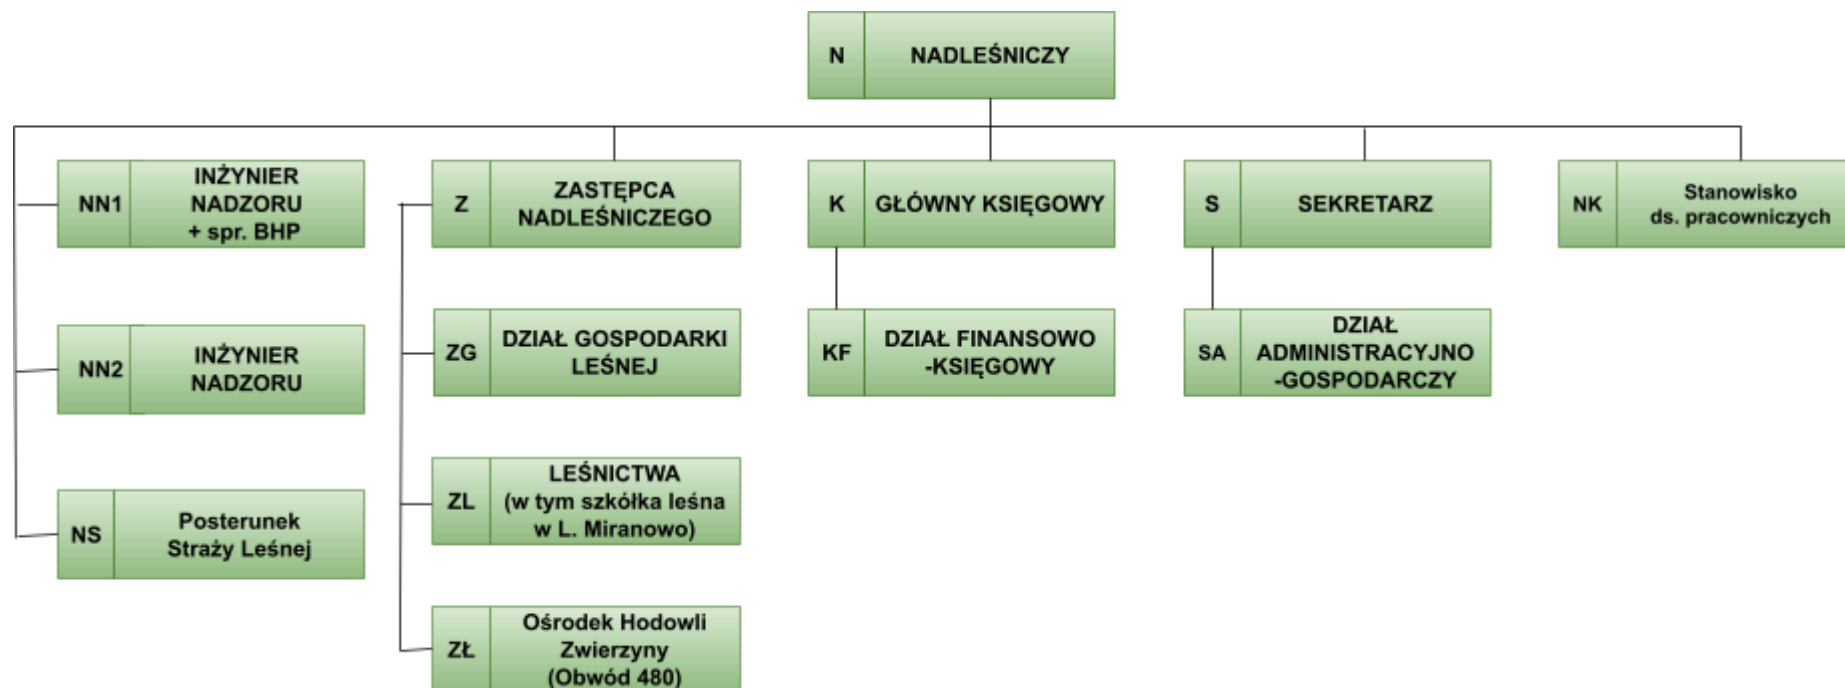 N
NADLEŚNICZY
NN1
INŻYNIER
NADZORU
+ spr. BHP
Z
ZASTĘPCA
NADLEŚNICZEGO
K
GŁÓWNY KSIĘGOWY
S
SEKRETARZ
NK
Stanowisko
ds. pracowniczych
NN2
INŻYNIER
NADZORU
ZG
DZIAŁ GOSPODARKI
LEŚNEJ
KF
DZIAŁ FINANSOWO
-KSIĘGOWY
SA
DZIAŁ
ADMINISTRACYJNO
-GOSPODARCZY
NS
Posterunek
Straży Leśnej
ZL
LEŚNICTWA
(w tym szkółka leśna
w L. Miranowo)
ZŁ
Ośrodek Hodowli
Zwierzyny
(Obwód 480)